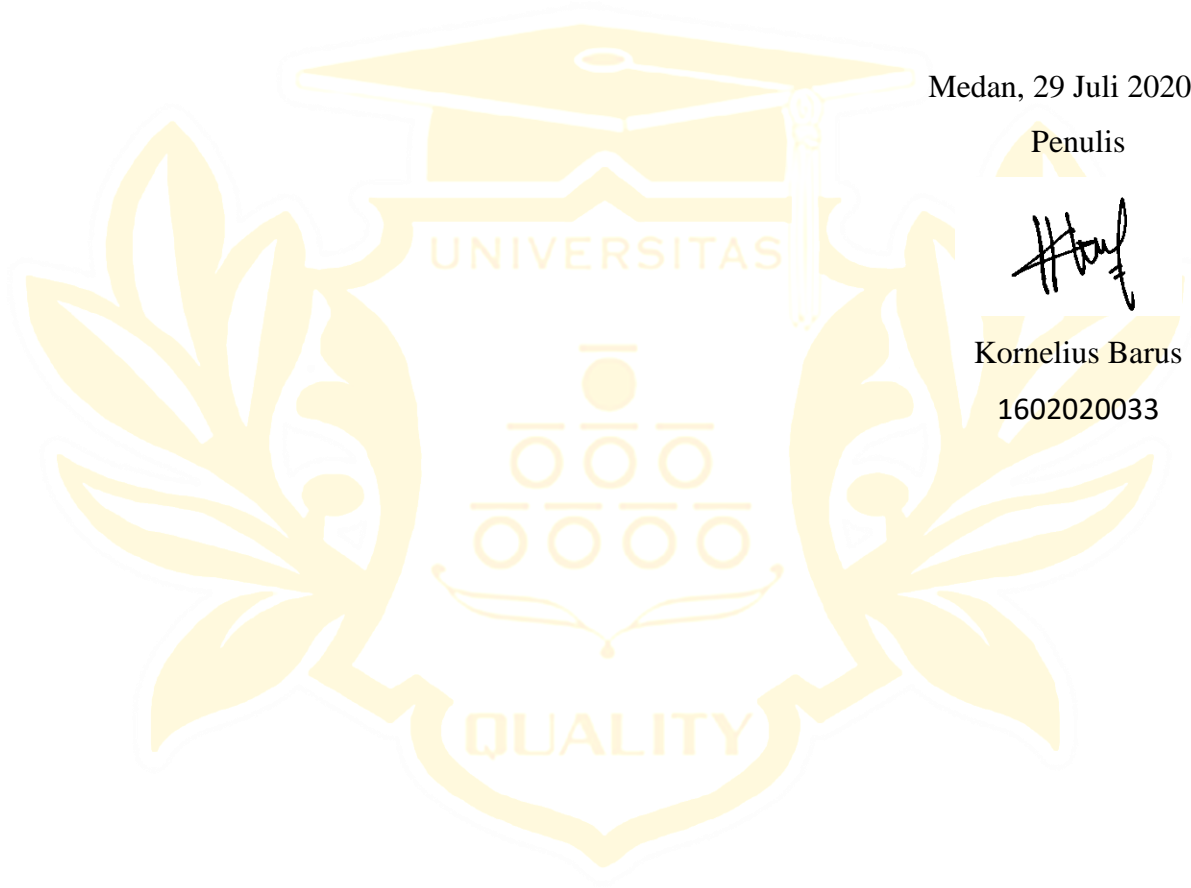 Medan, 29 Juli 2020
Penulis
UNIVERSITAS
Kornelius Barus
1602020033
QUALITY